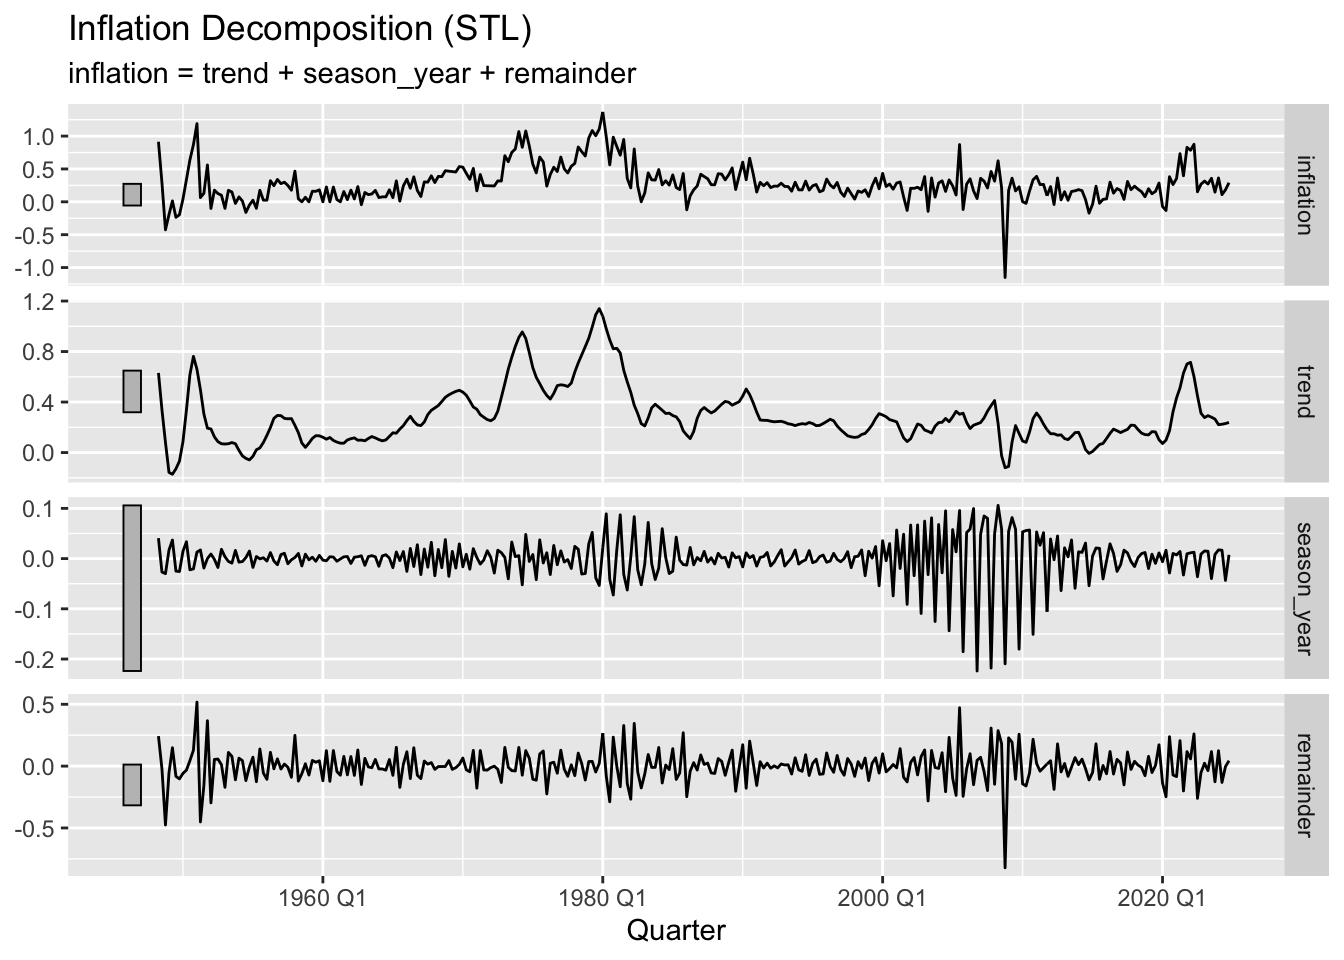 Inflation Decomposition (STL)
inflation = trend + season_year + remainder
1.0
0.5
0.0
-0.5
-1.0
inflation
1.2
0.8
0.4
0.0
trend
0.1
0.0
-0.1
-0.2
season_year
0.5
0.0
-0.5
remainder
1960 Q1 1980 Q1 2000 Q1 2020 Q1
Quarter